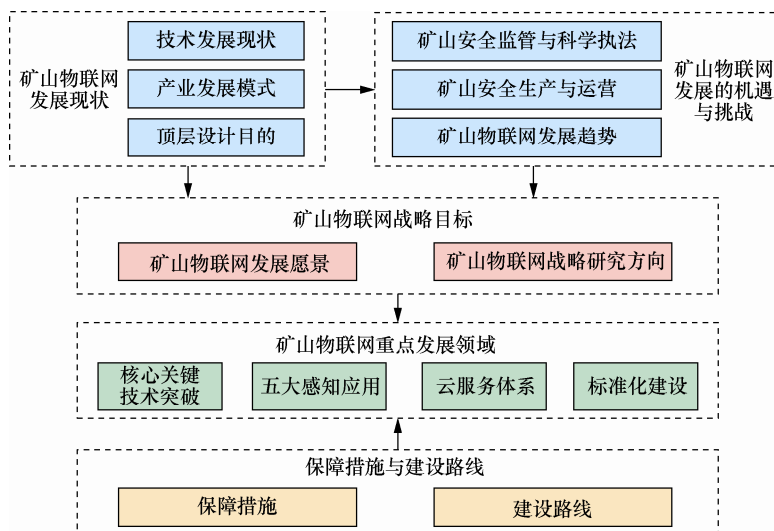 矿山物联网
发展现状
技术发展现状
产业发展模式
顶层设计目的
矿山安全监管与科学执法
矿山安全生产与运营
矿山物联网发展趋势
矿山物联网
发展的机遇
与挑战
矿山物联网战略目标
矿山物联网发展愿景
矿山物联网战略研究方向
矿山物联网重点发展领域
核心关键
技术突破
五大感知应用
云服务体系
标准化建设
保障措施与建设路线
保障措施
建设路线